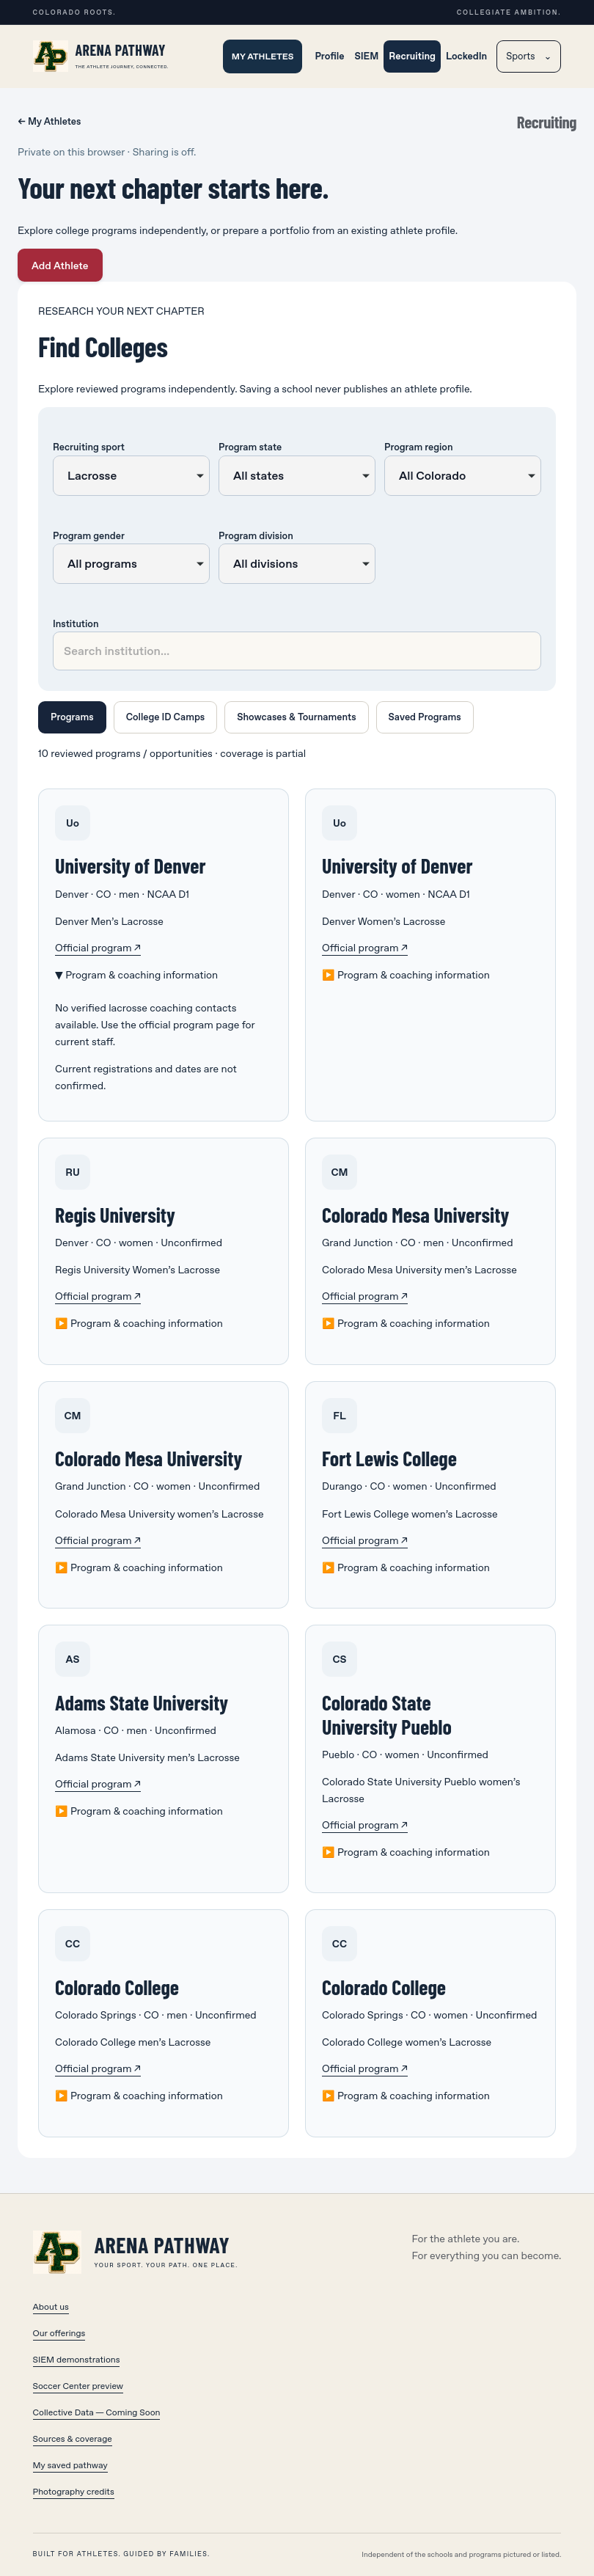 COLORADO ROOTS.
COLLEGIATE AMBITION.
AP
ARENA PATHWAY
THE ATHLETE JOURNEY, CONNECTED.
MY ATHLETES
Profile
SIEM
Recruiting
LockedIn
Sports
← My Athletes
Recruiting
Private on this browser · Sharing is off.
Your next chapter starts here.
Explore college programs independently, or prepare a portfolio from an existing athlete profile.
Add Athlete
RESEARCH YOUR NEXT CHAPTER
Find Colleges
Explore reviewed programs independently. Saving a school never publishes an athlete profile.
Recruiting sport
Program state
Program region
Lacrosse
All states
All Colorado
Program gender
Program division
All programs
All divisions
Institution
Search institution...
Programs
College ID Camps
Showcases & Tournaments
Saved Programs
10 reviewed programs / opportunities · coverage is partial
Uo
University of Denver
Denver · CO · men · NCAA D1
Denver Men's Lacrosse
Official program ↗
▼ Program & coaching information
No verified lacrosse coaching contacts
available. Use the official program page for
current staff.
Current registrations and dates are not
confirmed.
Uo
University of Denver
Denver · CO · women · NCAA D1
Denver Women's Lacrosse
Official program ↗
▶ Program & coaching information
RU
Regis University
Denver · CO · women · Unconfirmed
Regis University Women's Lacrosse
Official program ↗
▶ Program & coaching information
CM
Colorado Mesa University
Grand Junction · CO · men · Unconfirmed
Colorado Mesa University men's Lacrosse
Official program ↗
▶ Program & coaching information
CM
Colorado Mesa University
Grand Junction · CO · women · Unconfirmed
Colorado Mesa University women's Lacrosse
Official program ↗
▶ Program & coaching information
FL
Fort Lewis College
Durango · CO · women · Unconfirmed
Fort Lewis College women's Lacrosse
Official program ↗
▶ Program & coaching information
AS
Adams State University
Alamosa · CO · men · Unconfirmed
Adams State University men's Lacrosse
Official program ↗
▶ Program & coaching information
CS
Colorado State
University Pueblo
Pueblo · CO · women · Unconfirmed
Colorado State University Pueblo women's
Lacrosse
Official program ↗
▶ Program & coaching information
CC
Colorado College
Colorado Springs · CO · men · Unconfirmed
Colorado College men's Lacrosse
Official program ↗
▶ Program & coaching information
CC
Colorado College
Colorado Springs · CO · women · Unconfirmed
Colorado College women's Lacrosse
Official program ↗
▶ Program & coaching information
AP
ARENA PATHWAY
YOUR SPORT. YOUR PATH. ONE PLACE.
For the athlete you are.
For everything you can become.
About us
Our offerings
SIEM demonstrations
Soccer Center preview
Collective Data — Coming Soon
Sources & coverage
My saved pathway
Photography credits
BUILT FOR ATHLETES. GUIDED BY FAMILIES.
Independent of the schools and programs pictured or listed.